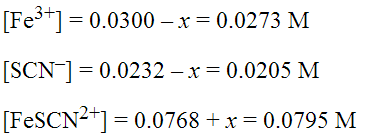 [Fe³⁺] = 0.0300 – x = 0.0273 M
[SCN⁻] = 0.0232 – x = 0.0205 M
[FeSCN²⁺] = 0.0768 + x = 0.0795 M